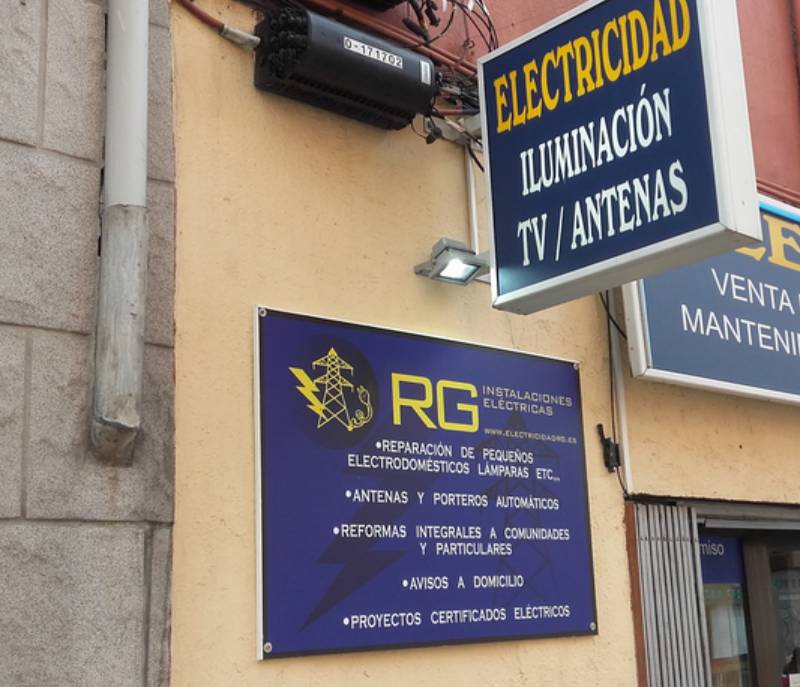 0-171702
ELECTRICIDAD
ILUMINACIÓN
TV / ANTENAS
VENTA
RG
INSTALACIONES
ELÉCTRICAS
WWW.ELECTRICIDADRG.ES
•REPARACIÓN DE PEQUEÑOS
ELECTRODOMÉSTICOS LÁMPARAS ETC...
•ANTENAS Y PORTEROS AUTOMÁTICOS
•REFORMAS INTEGRALES A COMUNIDADES
Y PARTICULARES
•AVISOS A DOMICILIO
•PROYECTOS CERTIFICADOS ELÉCTRICOS